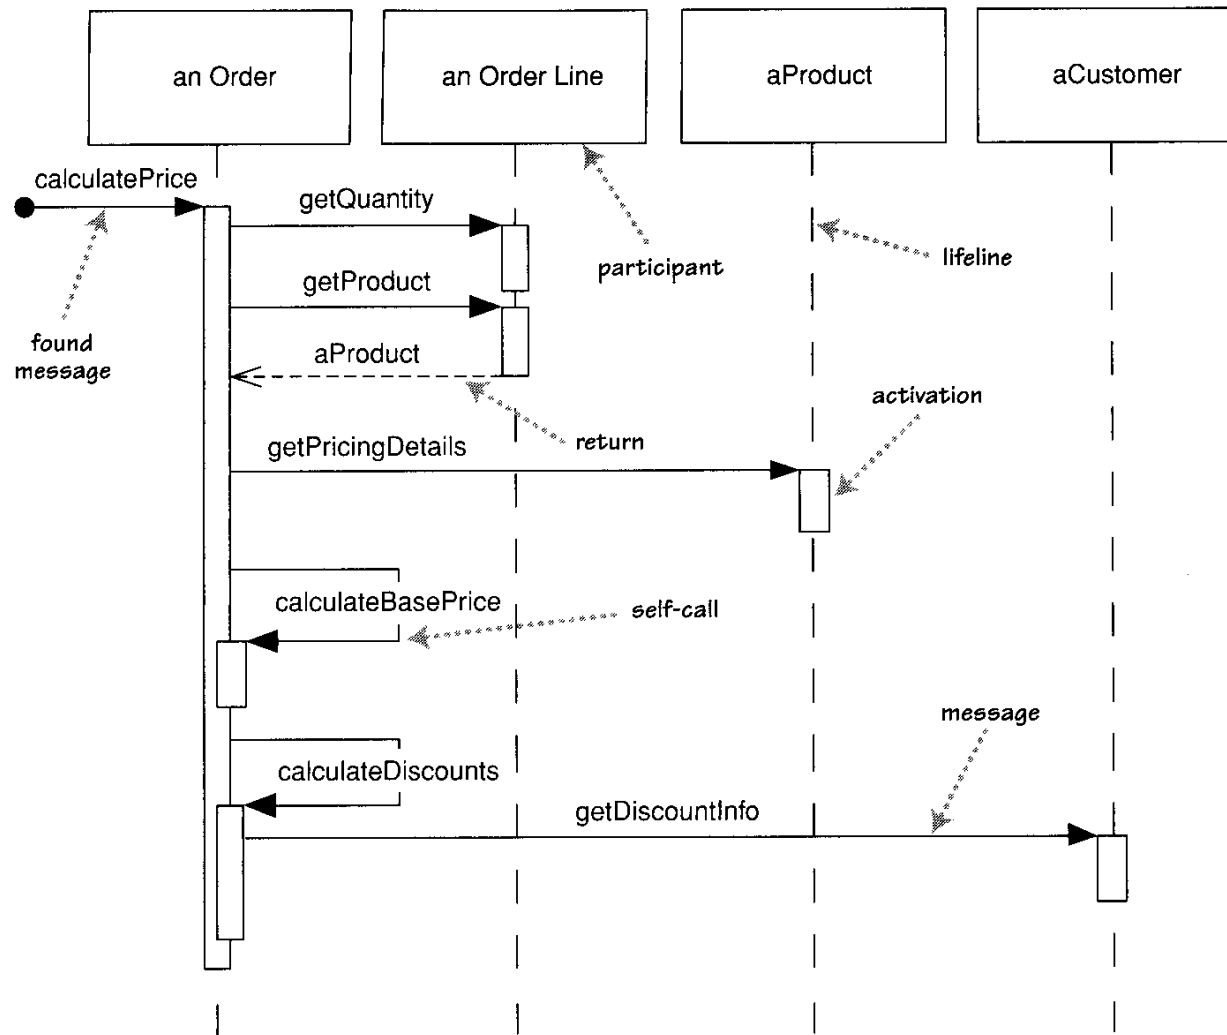 an Order
an Order Line
aProduct
aCustomer
calculatePrice
getQuantity
participant
lifeline
getProduct
found
message
aProduct
activation
return
getPricingDetails
calculateBasePrice
self-call
message
calculateDiscounts
getDiscountInfo